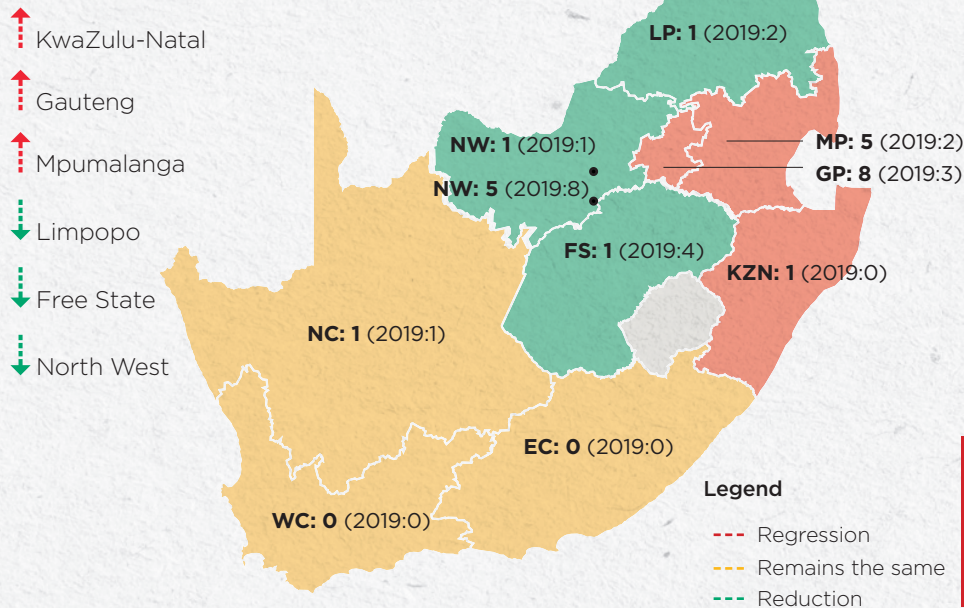 KwaZulu-Natal
Gauteng
Mpumalanga
Limpopo
Free State
North West
LP: 1 (2019:2)
NW: 1 (2019:1)
NW: 5 (2019:8)
MP: 5 (2019:2)
GP: 8 (2019:3)
FS: 1 (2019:4)
KZN: 1 (2019:0)
NC: 1 (2019:1)
EC: 0 (2019:0)
WC: 0 (2019:0)
Legend
Regression
Remains the same
Reduction